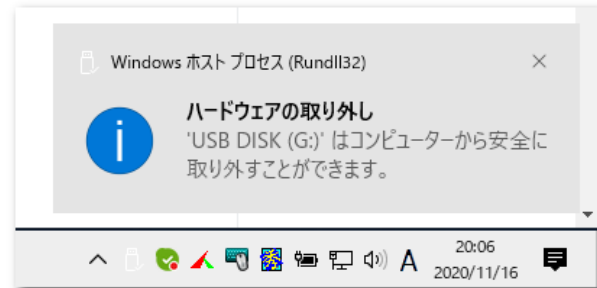 Windows ホスト プロセス (Rundll32)
ハードウェアの取り外し
'USB DISK (G:)' はコンピューターから安全に
取り外すことができます。
A
20:06
2020/11/16